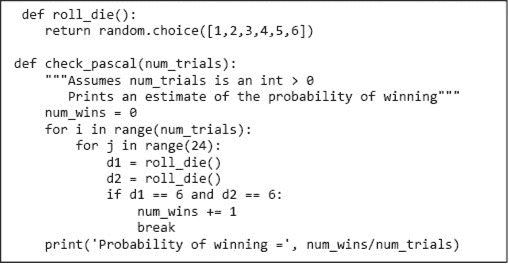 def roll_die():
    return random.choice([1,2,3,4,5,6])

def check_pascal(num_trials):
    """Assumes num_trials is an int > 0
       Prints an estimate of the probability of winning"""
    num_wins = 0
    for i in range(num_trials):
        for j in range(24):
            d1 = roll_die()
            d2 = roll_die()
            if d1 == 6 and d2 == 6:
                num_wins += 1
                break
    print('Probability of winning =', num_wins/num_trials)